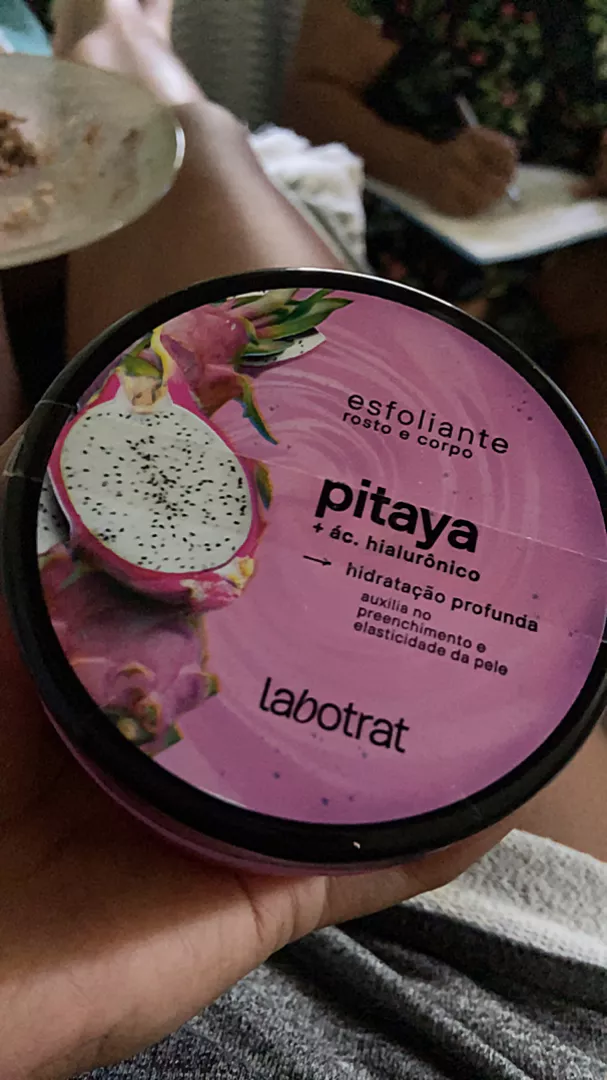 esfoliante
rosto e corpo
pitaya
+ ác. hialurônico
→ hidratação profunda
auxilia no
preenchimento e
elasticidade da pele
labotrat